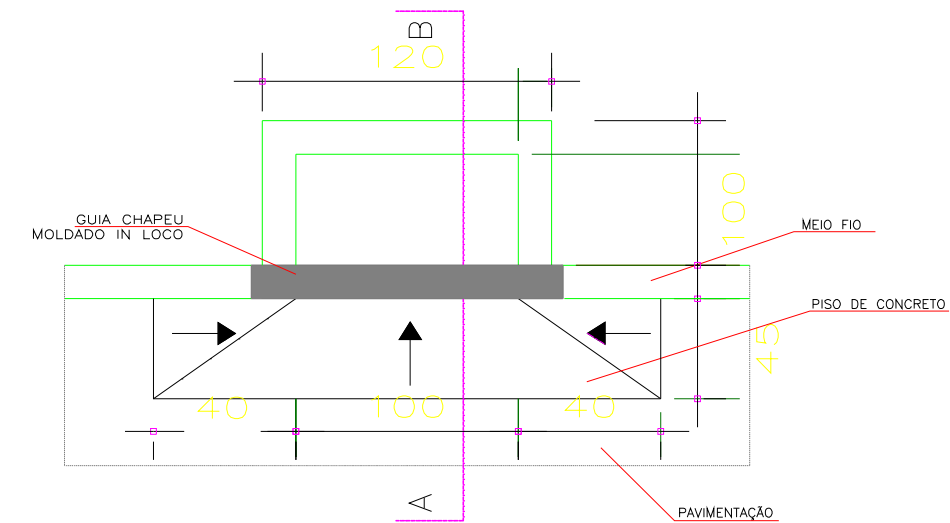 B
120
100
GUIA CHAPEU
MOLDADO IN LOCO
MEIO FIO
PISO DE CONCRETO
45
40
100
40
A
PAVIMENTAÇÃO